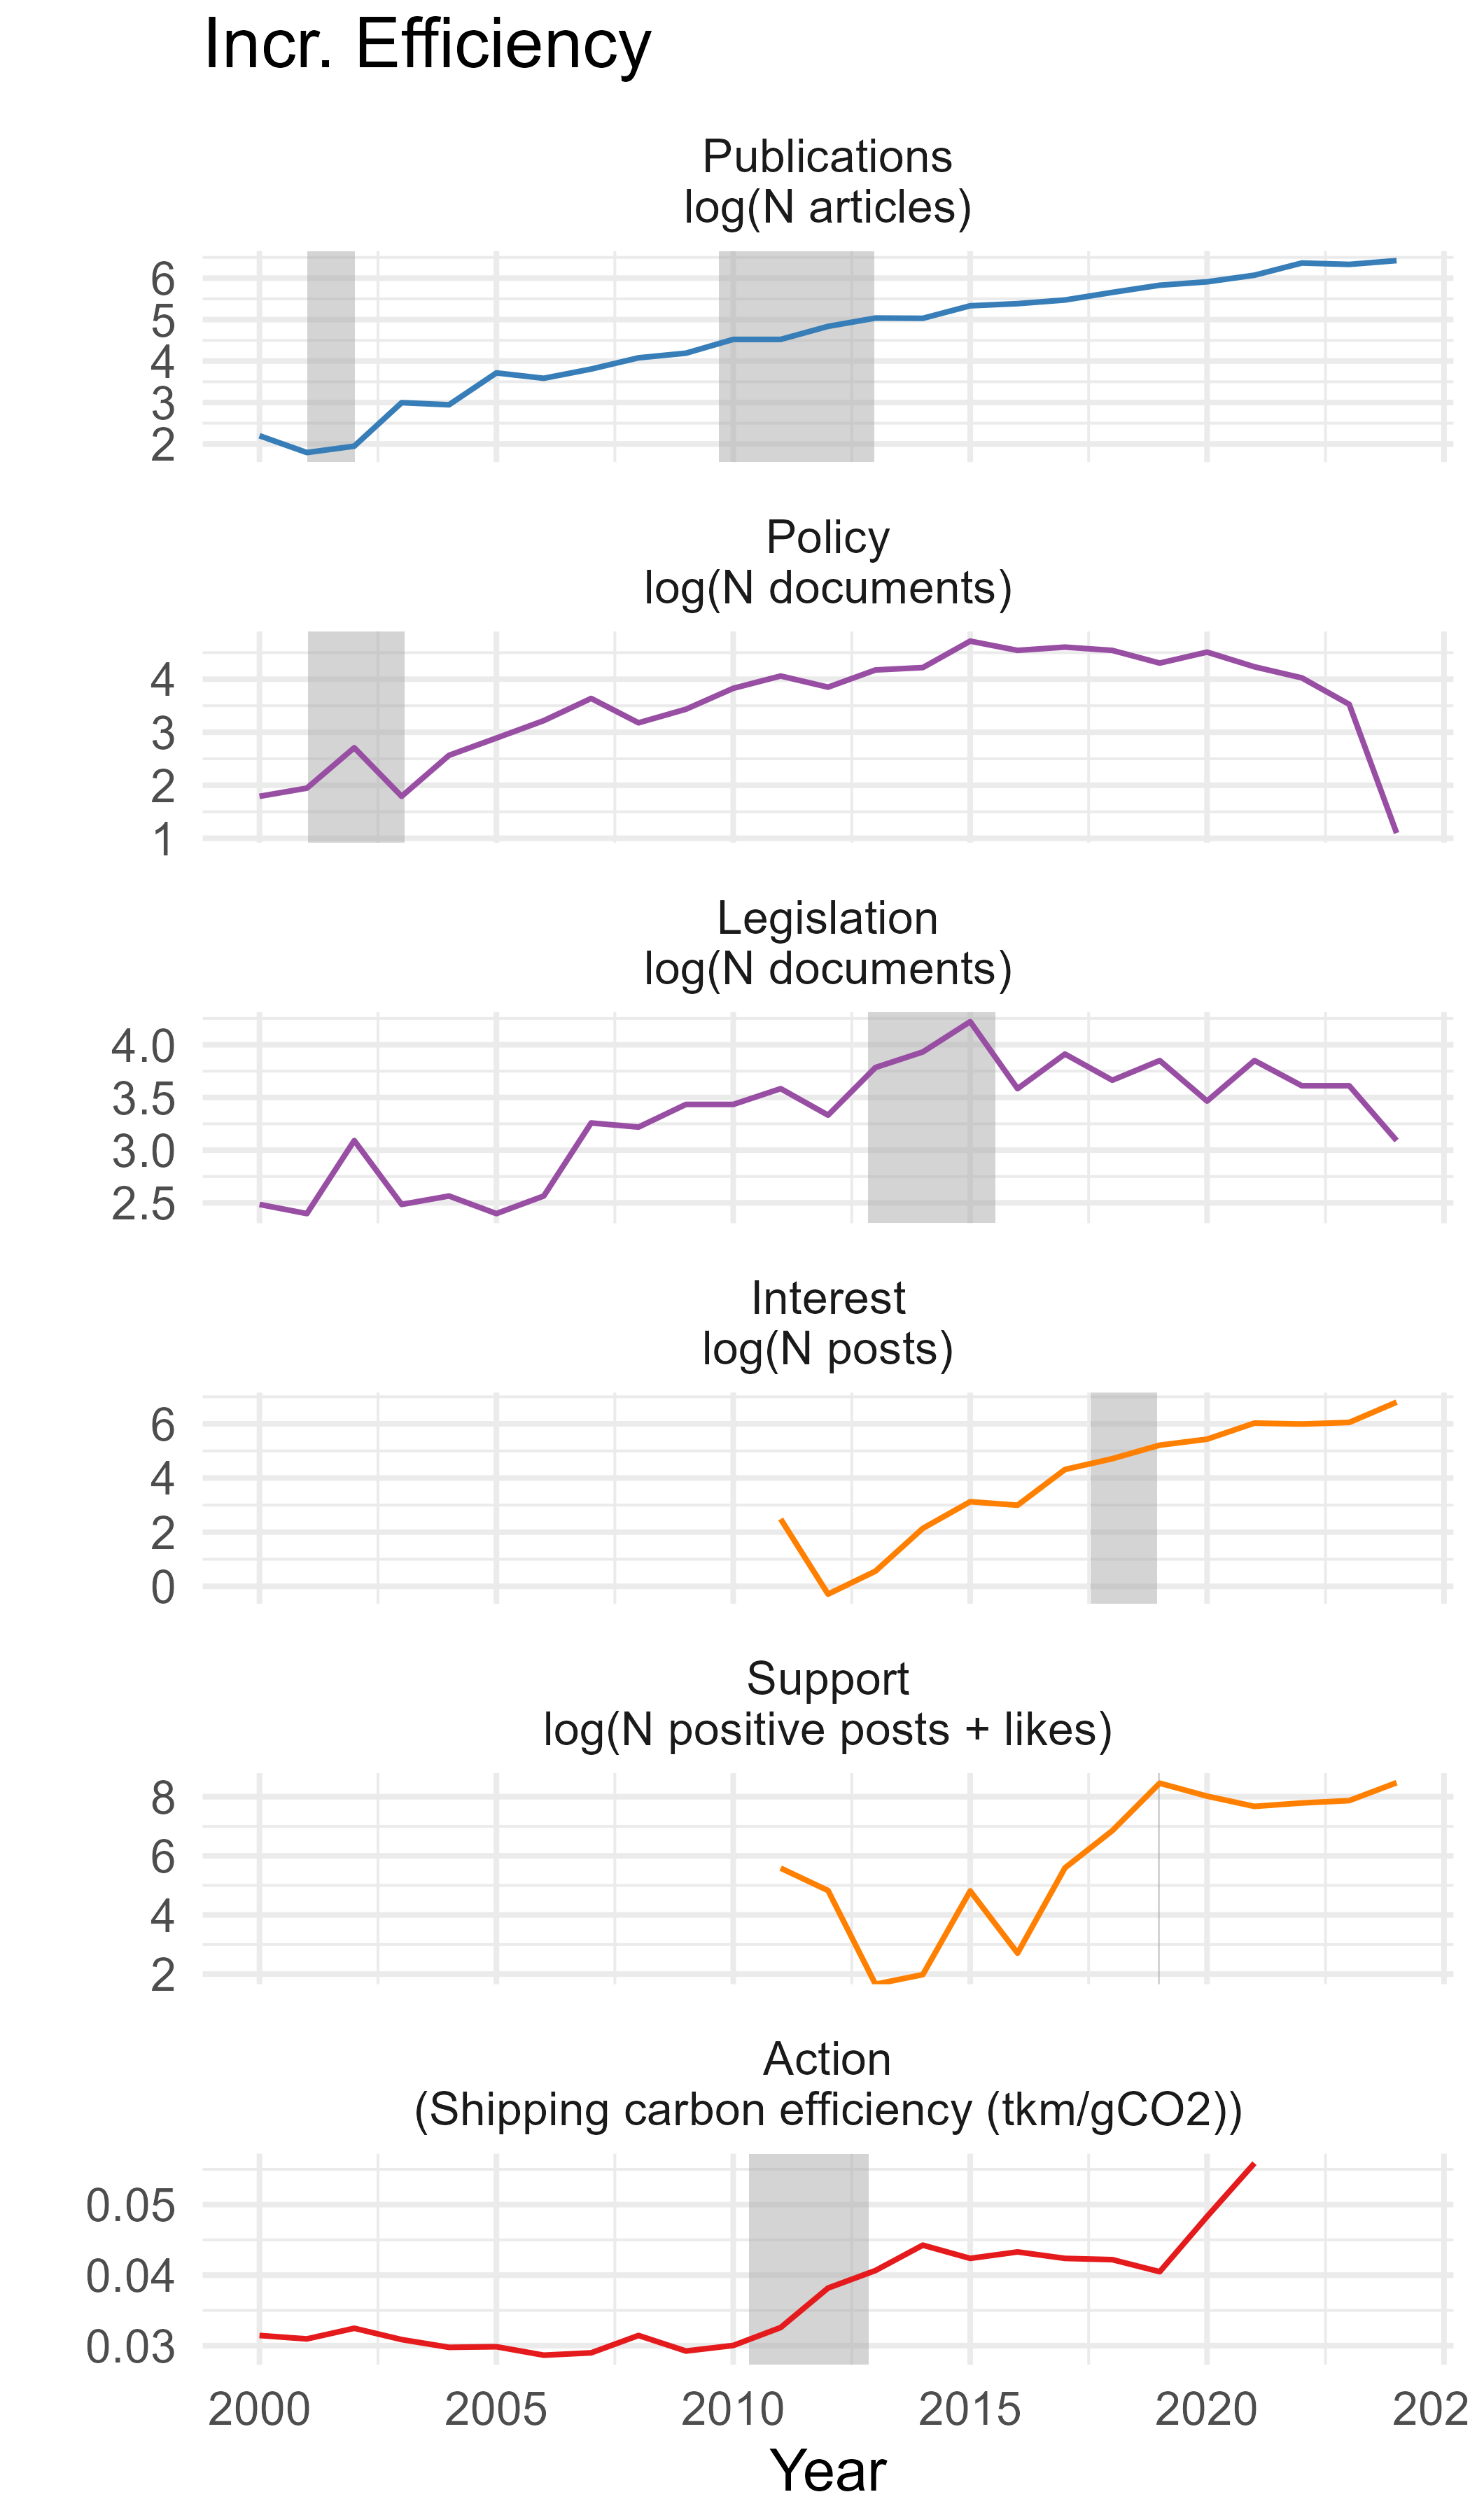 Incr. Efficiency
Publications
log(N articles)
6
5
4
3
2
Policy
log(N documents)
4
3
2
1
Legislation
log(N documents)
4.0
3.5
3.0
2.5
Interest
log(N posts)
6
4
2
0
Support
log(N positive posts + likes)
8
6
4
2
Action
(Shipping carbon efficiency (tkm/gCO2))
0.05
0.04
0.03
2000 2005 2010 2015 2020 202
Year